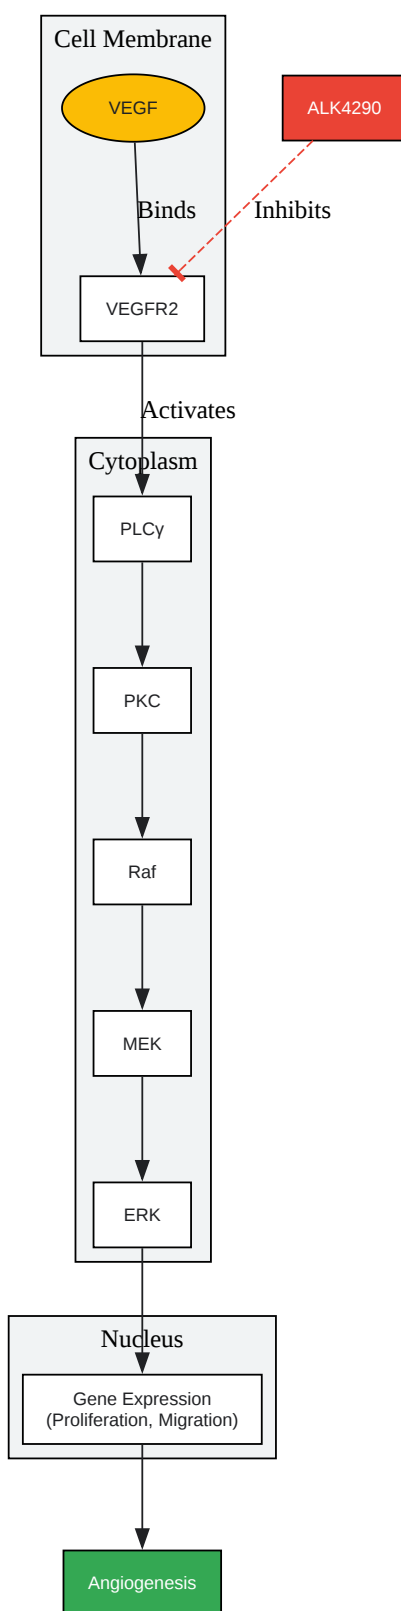 Cell Membrane
VEGF
ALK4290
Binds
Inhibits
VEGFR2
Activates
Cytoplasm
PLCγ
PKC
Raf
MEK
ERK
Nucleus
Gene Expression
(Proliferation, Migration)
Angiogenesis